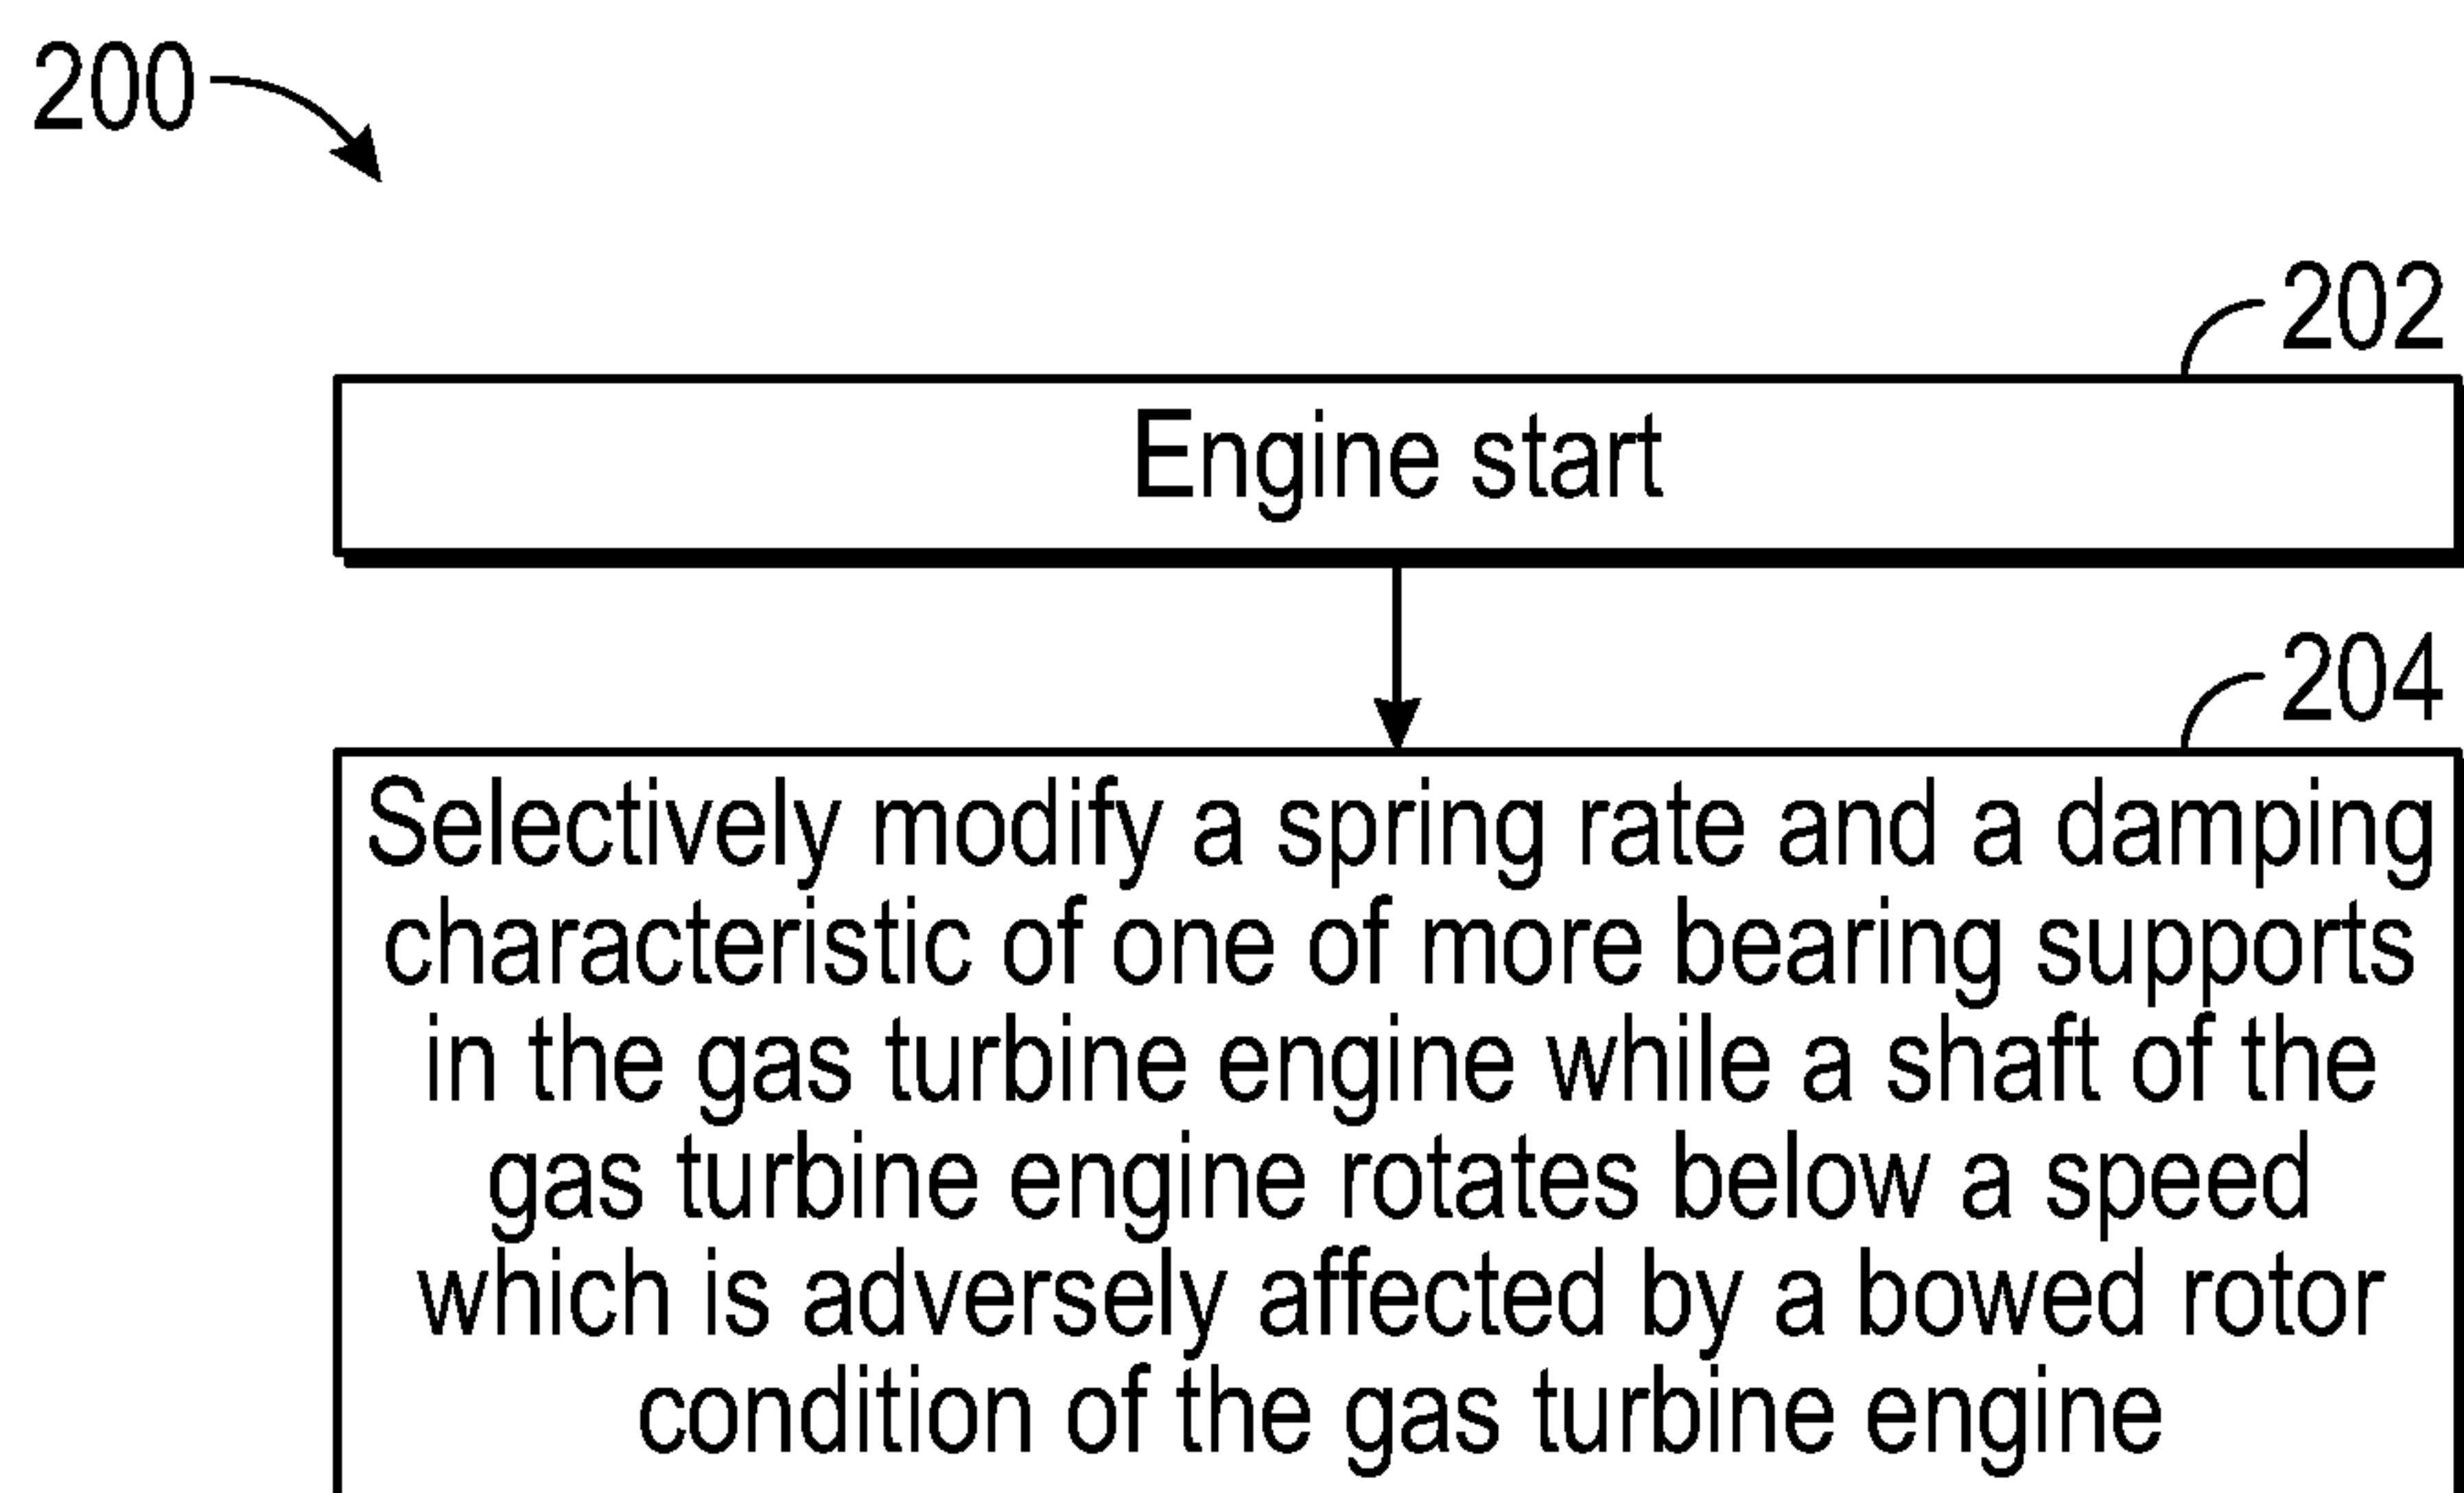 200
202
Engine start
204
Selectively modify a spring rate and a damping
characteristic of one of more bearing supports
in the gas turbine engine while a shaft of the
gas turbine engine rotates below a speed
which is adversely affected by a bowed rotor
condition of the gas turbine engine